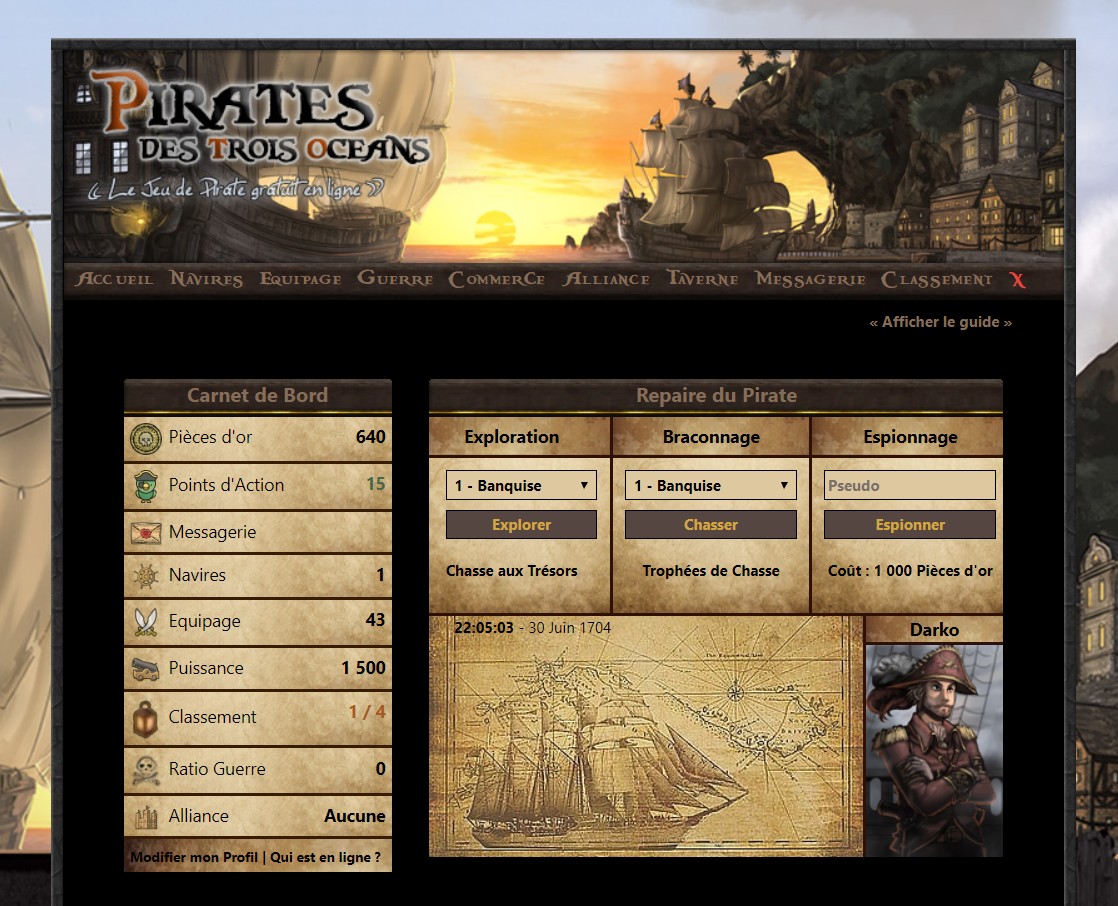 PIRATES
DES TROIS OCEANS
« Le Jeu de Pirate gratuit en ligne »
ACCUEIL NAVIRES EQUIPAGE GUERRE COMMERCE ALLIANCE TAVERNE MESSAGERIE CLASSEMENT X
« Afficher le guide »
Carnet de Bord
Pièces d'or 640
Points d'Action 15
Messagerie
Navires 1
Equipage 43
Puissance 1 500
Classement 1 / 4
Ratio Guerre 0
Alliance Aucune
Modifier mon Profil | Qui est en ligne ?
Repaire du Pirate
Exploration Braconnage Espionnage
1 - Banquise 1 - Banquise Pseudo
Explorer Chasser Espionner
Chasse aux Trésors Trophées de Chasse Coût : 1 000 Pièces d'or
22:05:03 - 30 Juin 1704
Darko